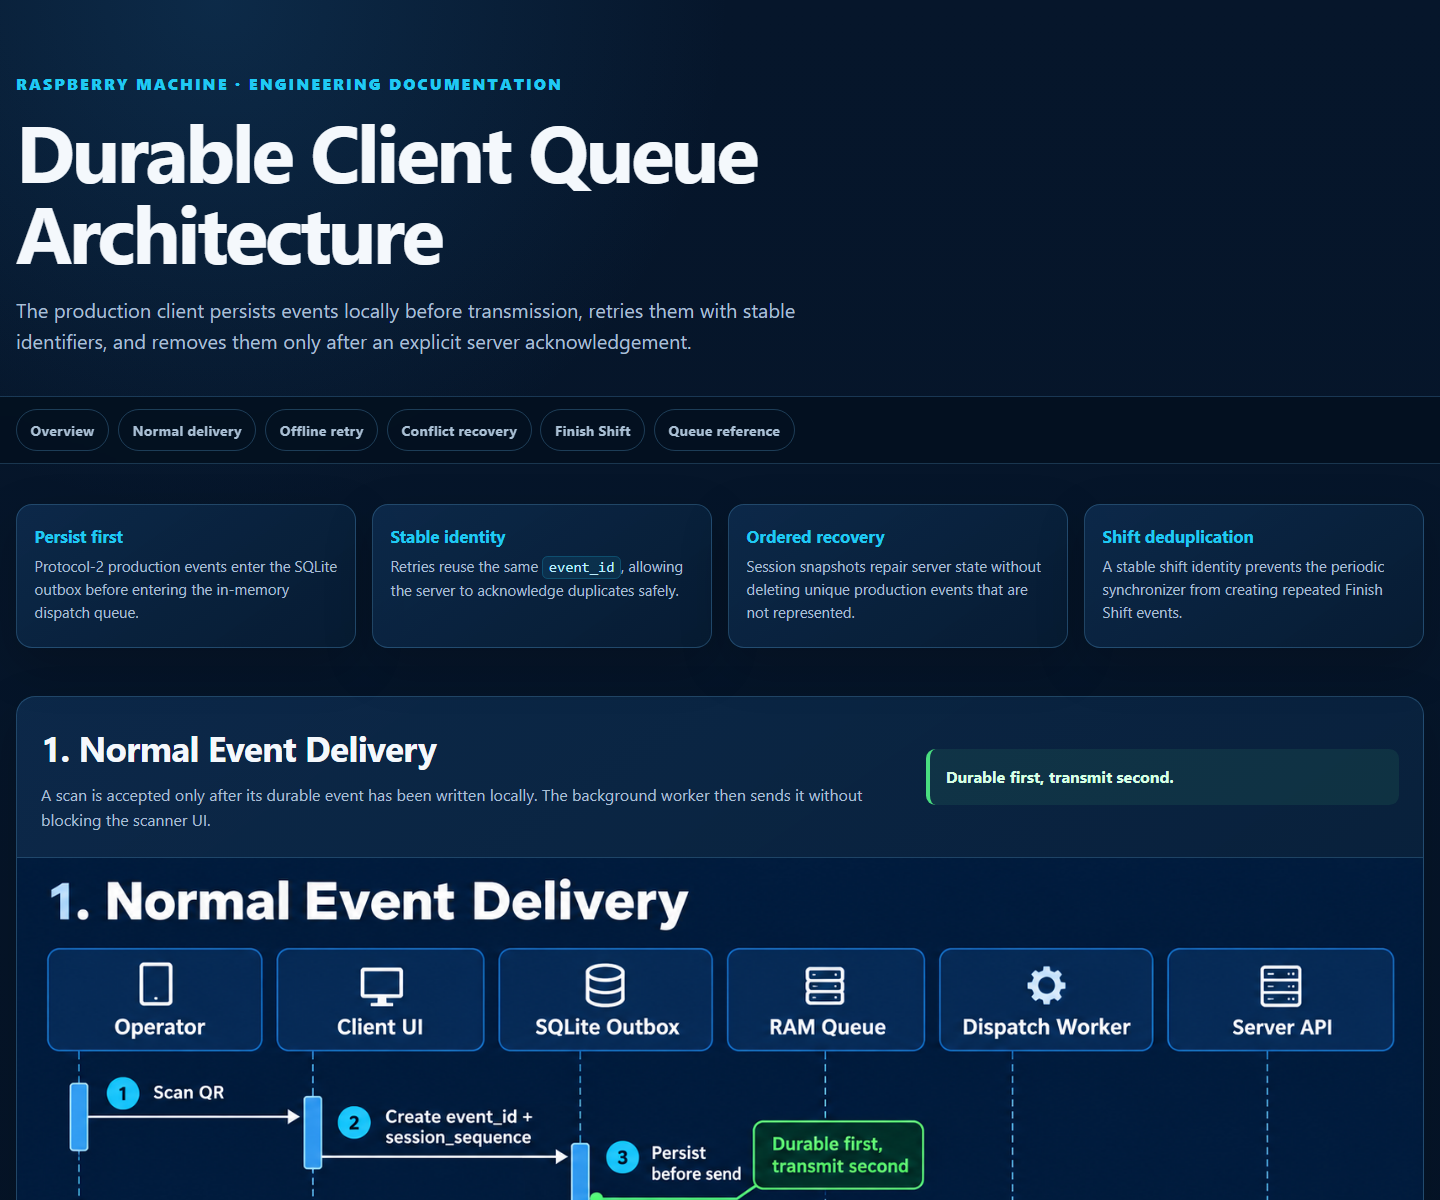 RASPBERRY MACHINE · ENGINEERING DOCUMENTATION
Durable Client Queue
Architecture
The production client persists events locally before transmission, retries them with stable
identifiers, and removes them only after an explicit server acknowledgement.
Overview
Normal delivery
Offline retry
Conflict recovery
Finish Shift
Queue reference
Persist first
Protocol-2 production events enter the SQLite
outbox before entering the in-memory
dispatch queue.
Stable identity
Retries reuse the same event_id, allowing
the server to acknowledge duplicates safely.
Ordered recovery
Session snapshots repair server state without
deleting unique production events that are
not represented.
Shift deduplication
A stable shift identity prevents the periodic
synchronizer from creating repeated Finish
Shift events.
1. Normal Event Delivery
A scan is accepted only after its durable event has been written locally. The background worker then sends it without
blocking the scanner UI.
Durable first, transmit second.
1. Normal Event Delivery
Operator
Client UI
SQLite Outbox
RAM Queue
Dispatch Worker
Server API
1 Scan QR
2 Create event_id +
session_sequence
3 Persist
before send
Durable first,
transmit second